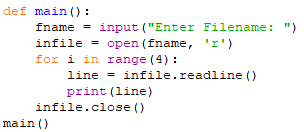 def main():
    fname = input("Enter Filename: ")
    infile = open(fname, 'r')
    for i in range(4):
        line = infile.readline()
        print(line)
    infile.close()
main()